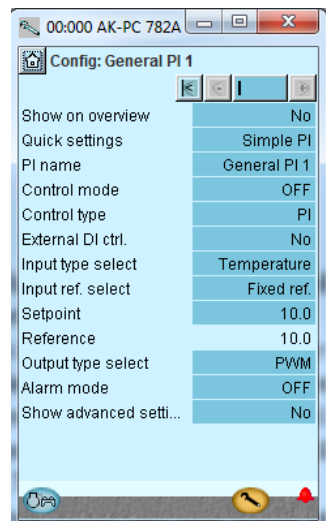 00:000 AK-PC 782A
Config: General PI 1
Show on overview No
Quick settings Simple PI
PI name General PI 1
Control mode OFF
Control type PI
External DI ctrl. No
Input type select Temperature
Input ref. select Fixed ref.
Setpoint 10.0
Reference 10.0
Output type select PWM
Alarm mode OFF
Show advanced setti... No